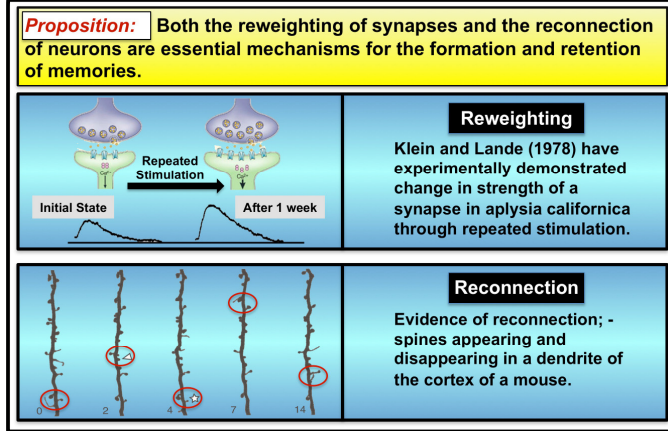 Proposition: Both the reweighting of synapses and the reconnection
of neurons are essential mechanisms for the formation and retention
of memories.
Ca2+
Repeated
Stimulation
Ca2+
Initial State
After 1 week
Reweighting
Klein and Lande (1978) have
experimentally demonstrated
change in strength of a
synapse in aplysia californica
through repeated stimulation.
0 2 4 7 14
Reconnection
Evidence of reconnection; -
spines appearing and
disappearing in a dendrite of
the cortex of a mouse.